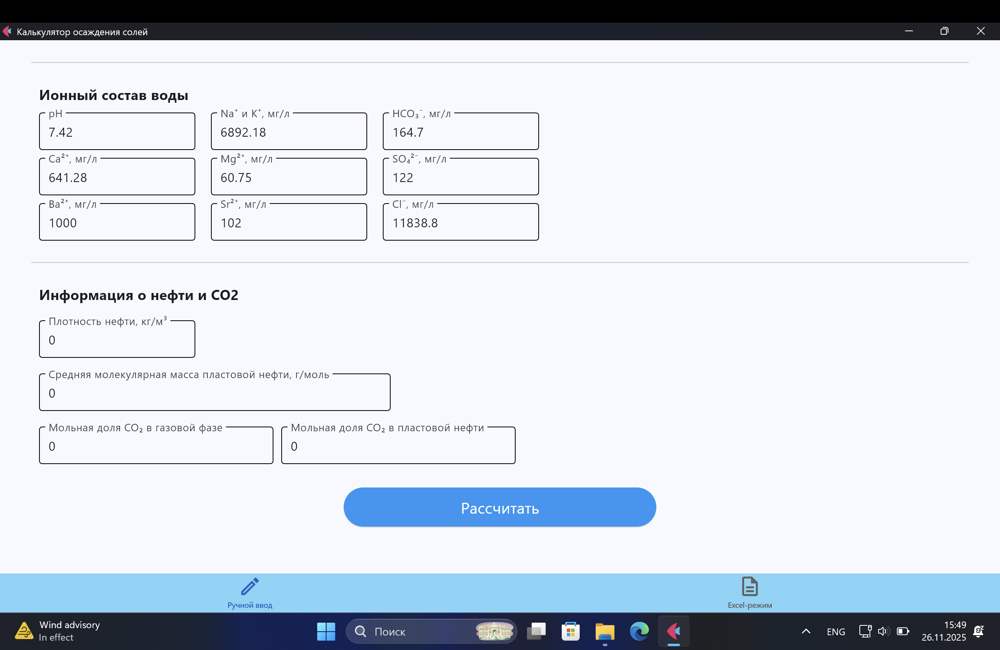 Калькулятор осаждения солей
Ионный состав воды
pH
Na⁺ и K⁺, мг/л
HCO₃⁻, мг/л
7.42
6892.18
164.7
Ca²⁺, мг/л
Mg²⁺, мг/л
SO₄²⁻, мг/л
641.28
60.75
122
Ba²⁺, мг/л
Sr²⁺, мг/л
Cl⁻, мг/л
1000
102
11838.8
Информация о нефти и CO2
Плотность нефти, кг/м³
0
Средняя молекулярная масса пластовой нефти, г/моль
0
Мольная доля CO₂ в газовой фазе
Мольная доля CO₂ в пластовой нефти
0
0
Рассчитать
Ручной ввод
Excel-режим
Wind advisory
In effect
Поиск
ENG
15:49
26.11.2025